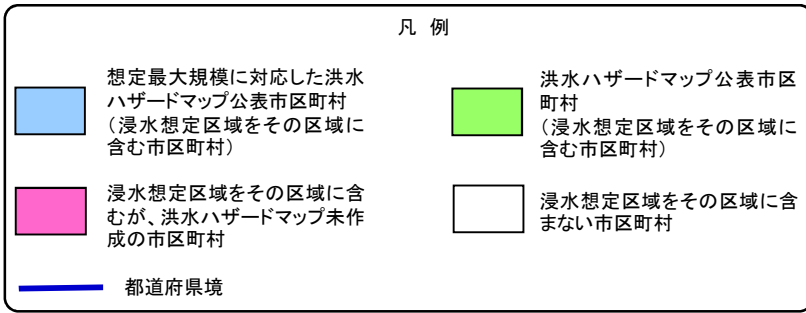 凡 例
想定最大規模に対応した洪水
ハザードマップ公表市区町村
（浸水想定区域をその区域に
含む市区町村）
洪水ハザードマップ公表市区
町村
（浸水想定区域をその区域に
含む市区町村）
浸水想定区域をその区域に含
むが、洪水ハザードマップ未作
成の市区町村
浸水想定区域をその区域に含
まない市区町村
都道府県境